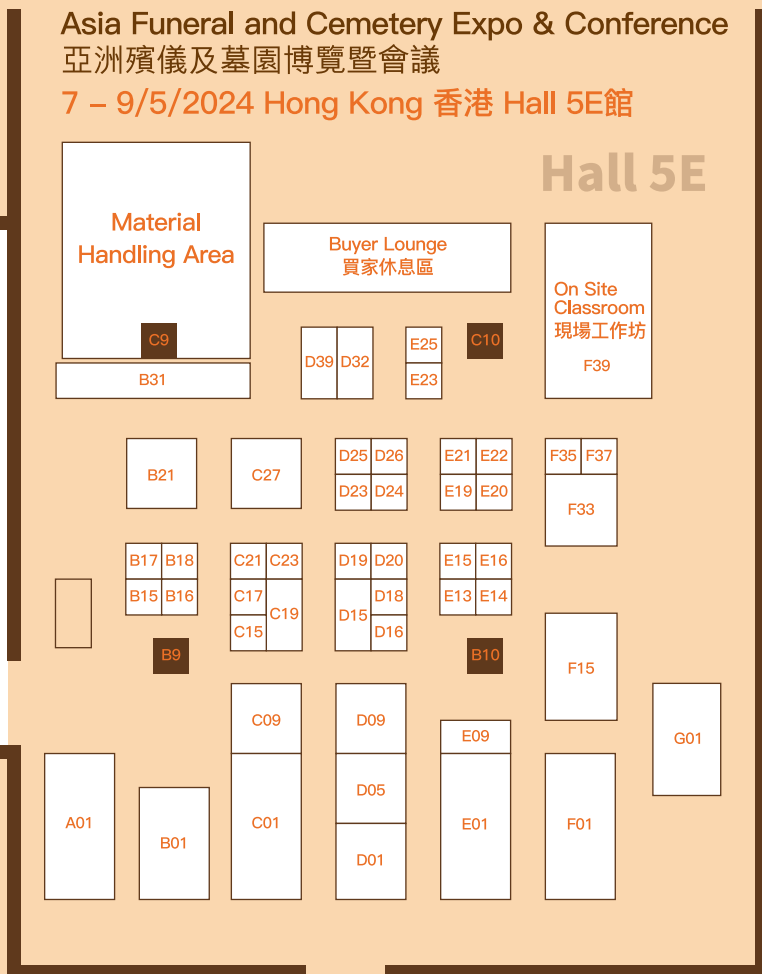 Asia Funeral and Cemetery Expo & Conference
亞洲殯儀及墓園博覽暨會議
7 – 9/5/2024 Hong Kong 香港 Hall 5E館
Hall 5E
Material
Handling Area
Buyer Lounge
買家休息區
On Site
Classroom
現場工作坊
F39
C9
C10
B31
D39 D32
E25
E23
B21
C27
D25 D26
D23 D24
E21 E22
E19 E20
F35 F37
F33
B17 B18
B15 B16
C21 C23
C17
C19
C15
D19 D20
D15
D18
D16
E15 E16
E13 E14
B9
B10
F15
C09
D09
E09
G01
A01
B01
C01
D05
D01
E01
F01